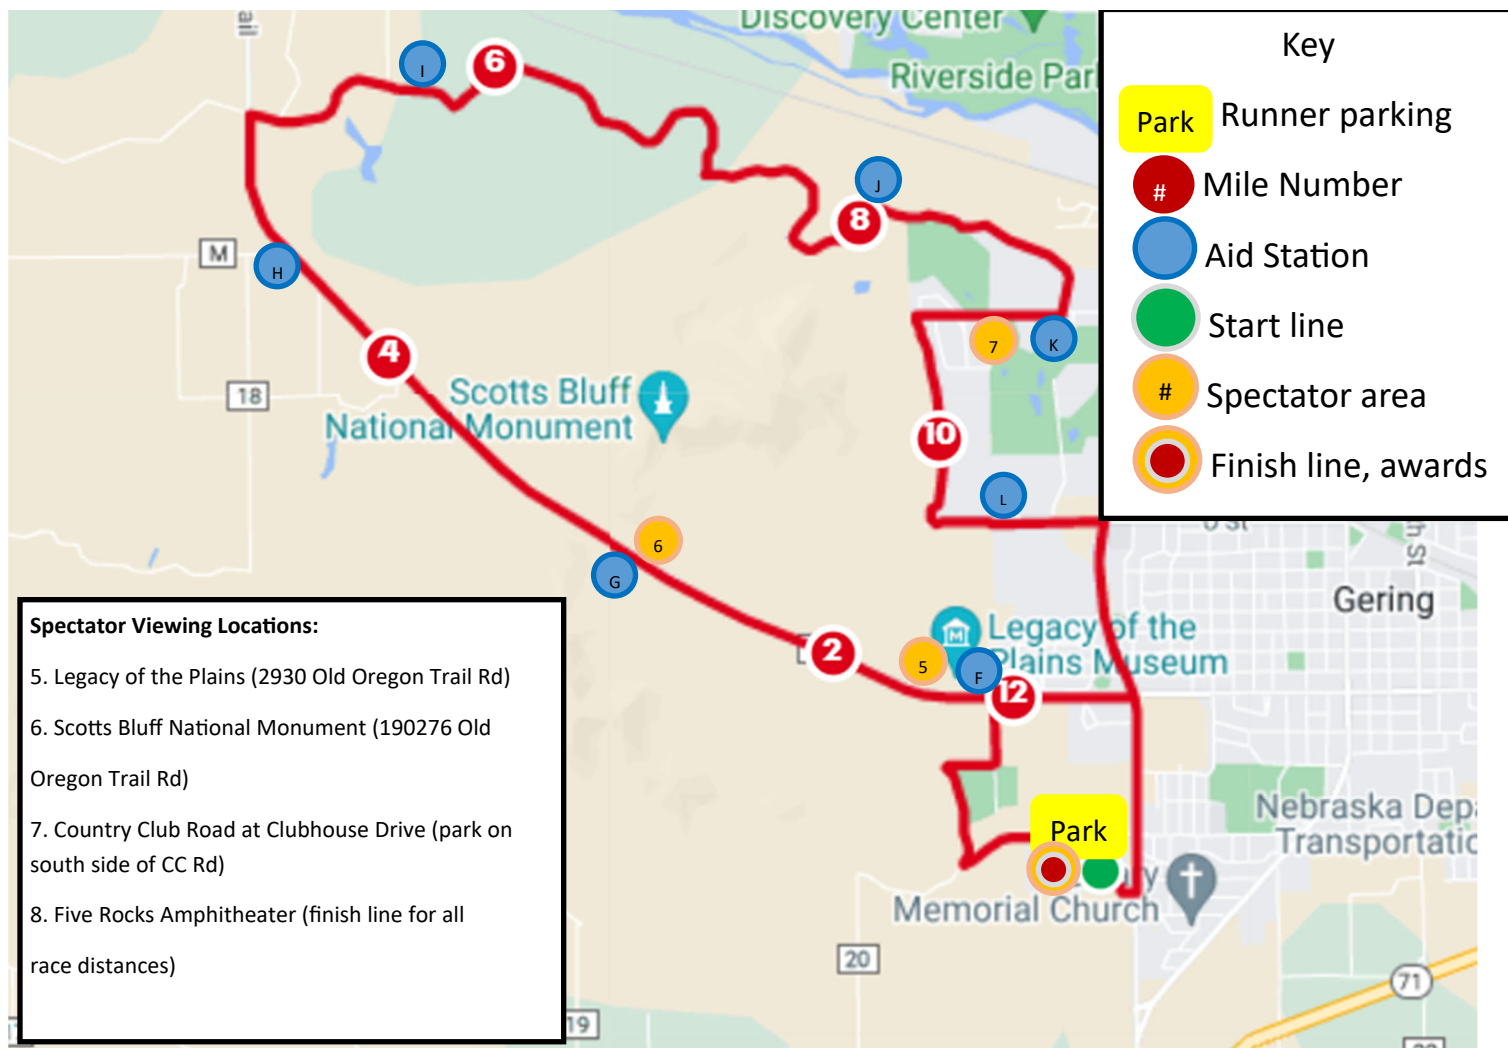 Discovery Center
Riverside Par
ail
I
6
J
8
M
H
4
18
Scotts Bluff
National Monument
7
K
10
L
6
G
2
5
F
Legacy of the
Plains Museum
12
Gering
Park
Memorial Church
Nebraska Dep
Transportatio
20
71
19
Key
Park Runner parking
# Mile Number
Aid Station
Start line
# Spectator area
Finish line, awards
Spectator Viewing Locations:
5. Legacy of the Plains (2930 Old Oregon Trail Rd)
6. Scotts Bluff National Monument (190276 Old
Oregon Trail Rd)
7. Country Club Road at Clubhouse Drive (park on
south side of CC Rd)
8. Five Rocks Amphitheater (finish line for all
race distances)